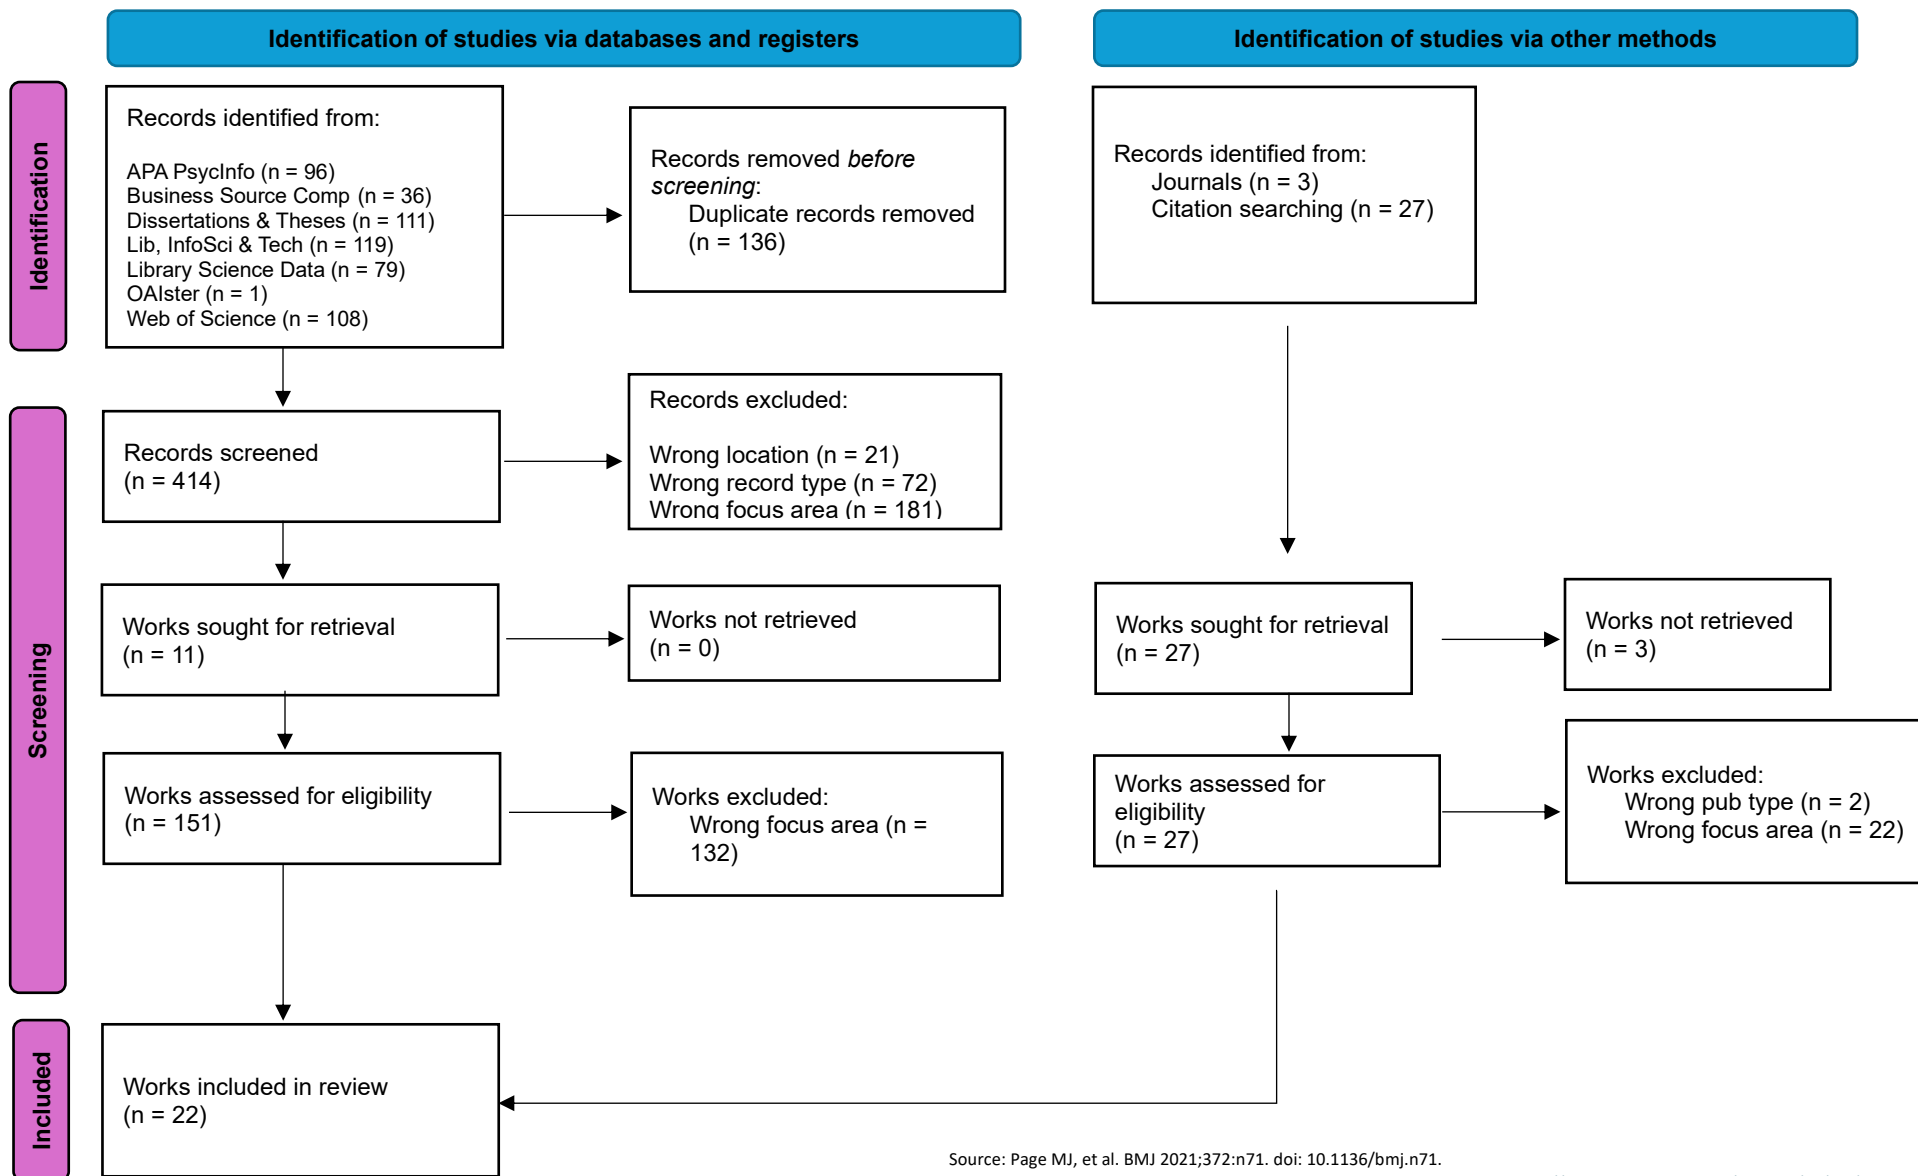 Identification of studies via databases and registers
Identification of studies via other methods
Identification
Records identified from:
APA PsycInfo (n = 96)
Business Source Comp (n = 36)
Dissertations & Theses (n = 111)
Lib, InfoSci & Tech (n = 119)
Library Science Data (n = 79)
OAIster (n = 1)
Web of Science (n = 108)
Records removed before
screening:
Duplicate records removed
(n = 136)
Records identified from:
Journals (n = 3)
Citation searching (n = 27)
Screening
Records screened
(n = 414)
Records excluded:
Wrong location (n = 21)
Wrong record type (n = 72)
Wrong focus area (n = 181)
Works sought for retrieval
(n = 11)
Works not retrieved
(n = 0)
Works sought for retrieval
(n = 27)
Works not retrieved
(n = 3)
Works assessed for eligibility
(n = 151)
Works excluded:
Wrong focus area (n =
132)
Works assessed for
eligibility
(n = 27)
Works excluded:
Wrong pub type (n = 2)
Wrong focus area (n = 22)
Included
Works included in review
(n = 22)
Source: Page MJ, et al. BMJ 2021;372:n71. doi: 10.1136/bmj.n71.